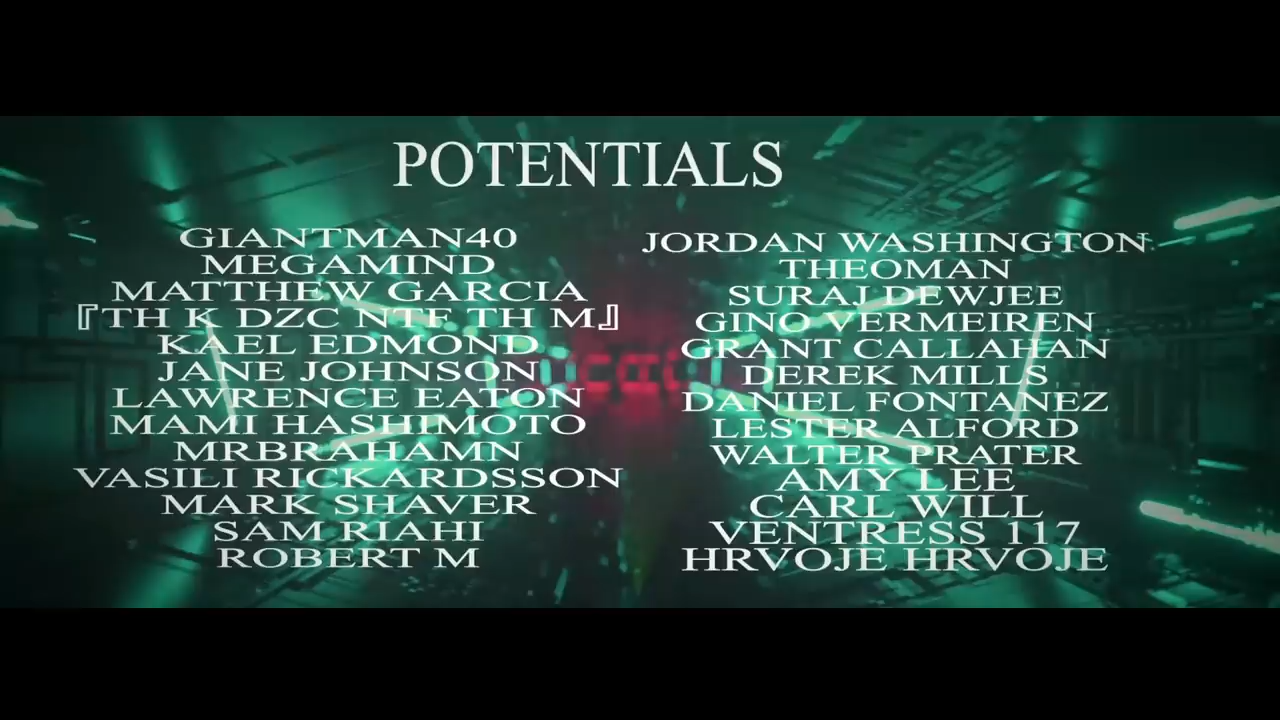 POTENTIALS
GIANTMAN40
MEGAMIND
MATTHEW GARCIA
『TH K DZC NTF TH M』
KAEL EDMOND
JANE JOHNSON
LAWRENCE EATON
MAMI HASHIMOTO
MRBRAHAMN
VASILI RICKARDSSON
MARK SHAVER
SAM RIAHI
ROBERT M
JORDAN WASHINGTON
THEOMAN
SURAJ DEWJEE
GINO VERMEIREN
GRANT CALLAHAN
DEREK MILLS
DANIEL FONTANEZ
LESTER ALFORD
WALTER PRATER
AMY LEE
CARL WILL
VENTRESS 117
HRVOJE HRVOJE